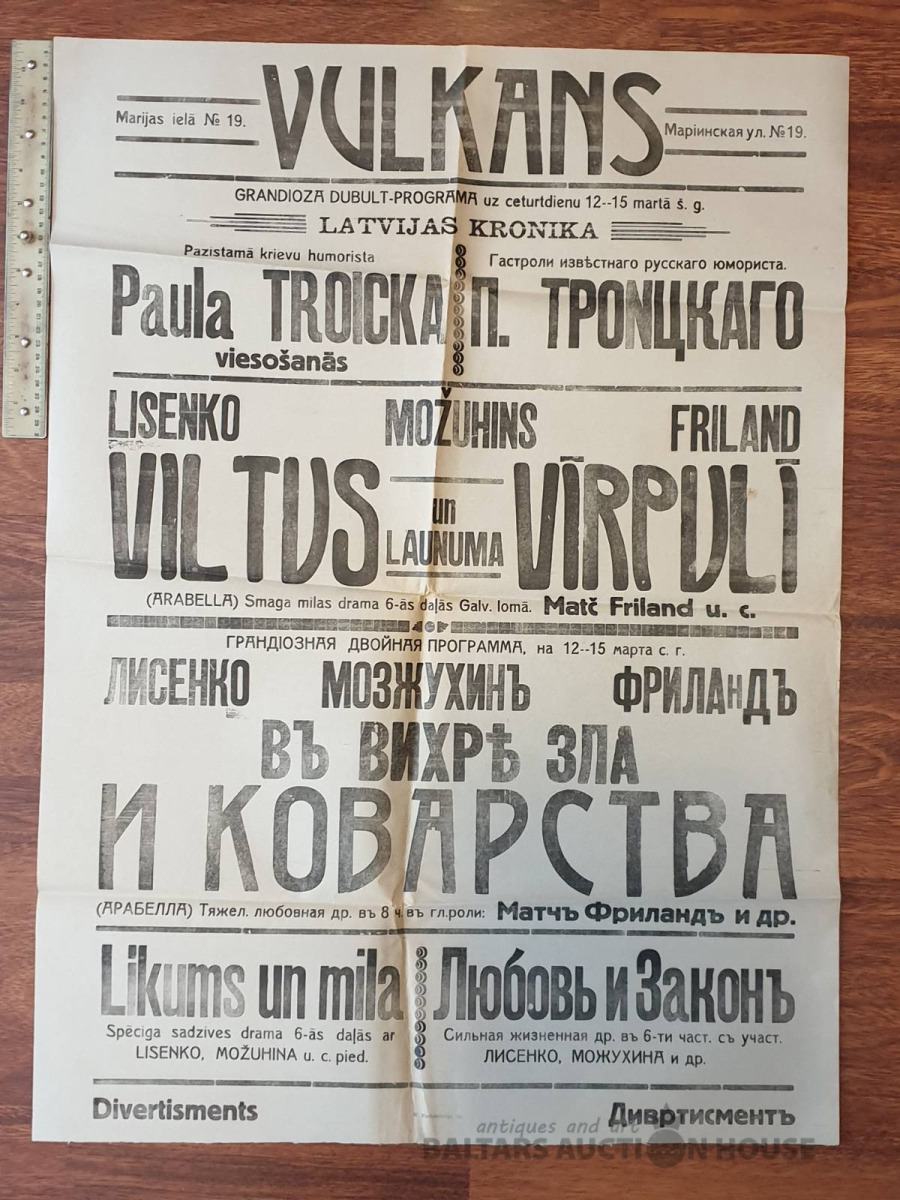 VULKANS
Marijas ielā № 19.
Маріинская ул. №19.
GRANDIOZA DUBULT-PROGRAMA uz ceturtdienu 12--15 martā š. g.
LATVIJAS KRONIKA
Pazistamā krievu humorista
Paula TROICKA
viesošanās
Гастроли извѣстнаго русскаго юмориста.
П. ТРОИЦКАГО
LISENKO MOŽUHINS FRILAND
VILTUS un LAUNUMA VĪRPULĪ
(ARABELLA) Smaga milas drama 6-ās daļās Galv. lomā. Matč Friland u. c.
ГРАНДІОЗНАЯ ДВОЙНАЯ ПРОГРАММА, на 12--15 марта с. г.
ЛИСЕНКО МОЗЖУХИНЪ ФРИЛАНДЪ
ВЪ ВИХРѢ ЗЛА
И КОВАРСТВА
(АРАБЕЛЛА) Тяжел. любовная др. въ 8 ч. въ гл.роли: Матчъ Фриландъ и др.
Likums un mila
Spēciga sadzives drama 6-ās daļās ar
LISENKO, MOŽUHINA u. c. pied.
Любовь и Законъ
Сильная жизненная др. въ 6-ти част. съ участ.
ЛИСЕНКО, МОЖУХИНА и др.
Divertisments
Дивртисментъ
antiques and art
BALTARS AUCTION HOUSE